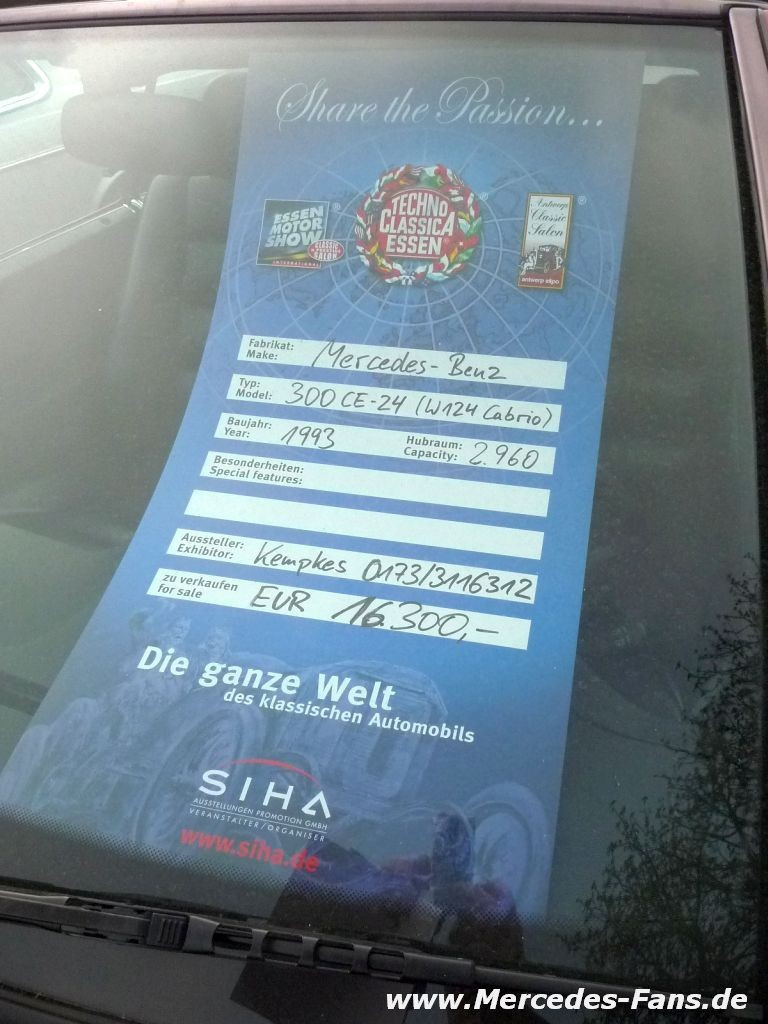 Share the Passion...
ESSEN
MOTOR
SHOW
CLASSIC
SALON
INTERNATIONAL
TECHNO
CLASSICA
ESSEN
Antwerp
Classic
Salon
antwerp expo
Fabrikat:
Make: Mercedes-Benz
Typ:
Model: 300 CE-24 (W124 Cabrio)
Baujahr:
Year: 1993
Hubraum:
Capacity: 2.960
Besonderheiten:
Special features:
Aussteller:
Exhibitor: Kempkes 0173/3116312
zu verkaufen
for sale EUR 16.300,-
Die ganze Welt
des klassischen Automobils
SIHA
AUSSTELLUNGEN PROMOTION GMBH
VERANSTALTER/ORGANISER
www.siha.de
www.Mercedes-Fans.de